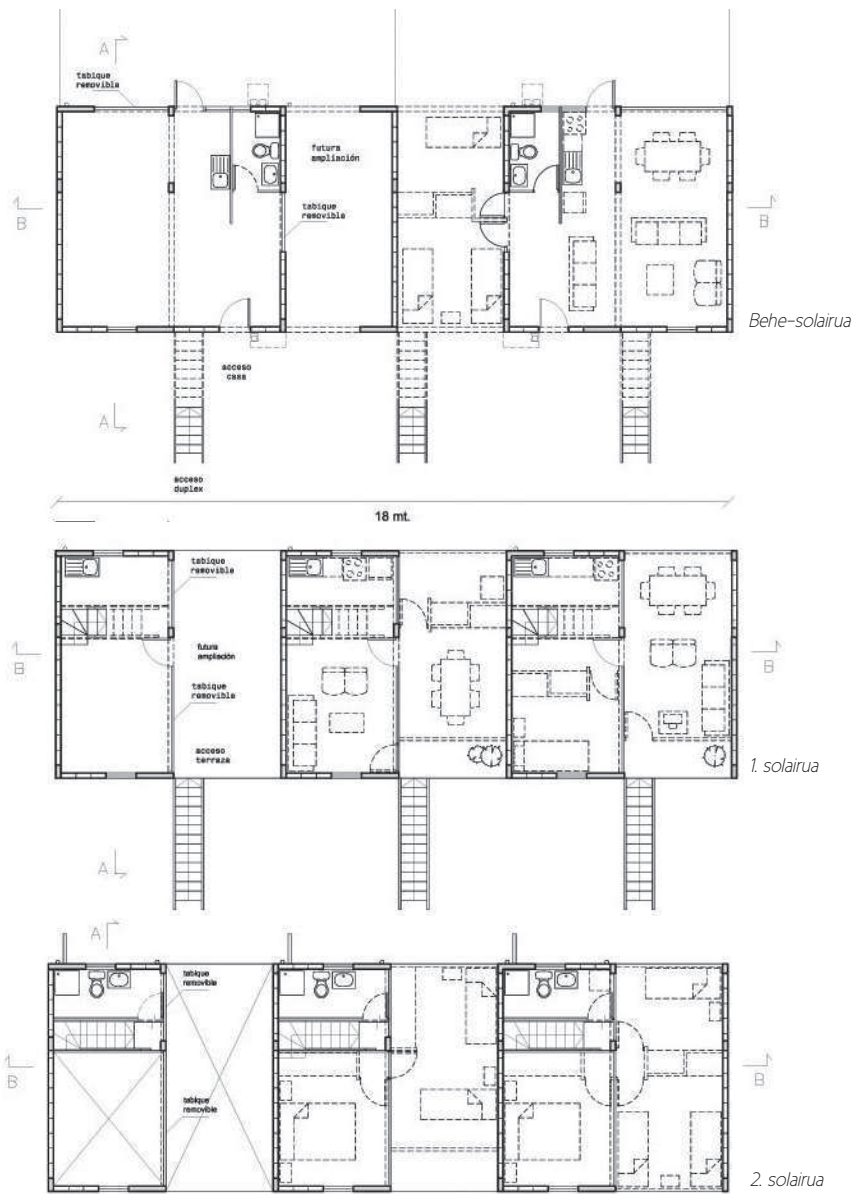 A
tabique
removible
futura
ampliación
tabique
removible
B
B
Behe-solairua
acceso
casa
A
acceso
duplex
18 mt.
tabique
removible
futura
ampliación
B
B
tabique
removible
acceso
terraza
1. solairua
A
A
tabique
removible
B
B
tabique
removible
2. solairua